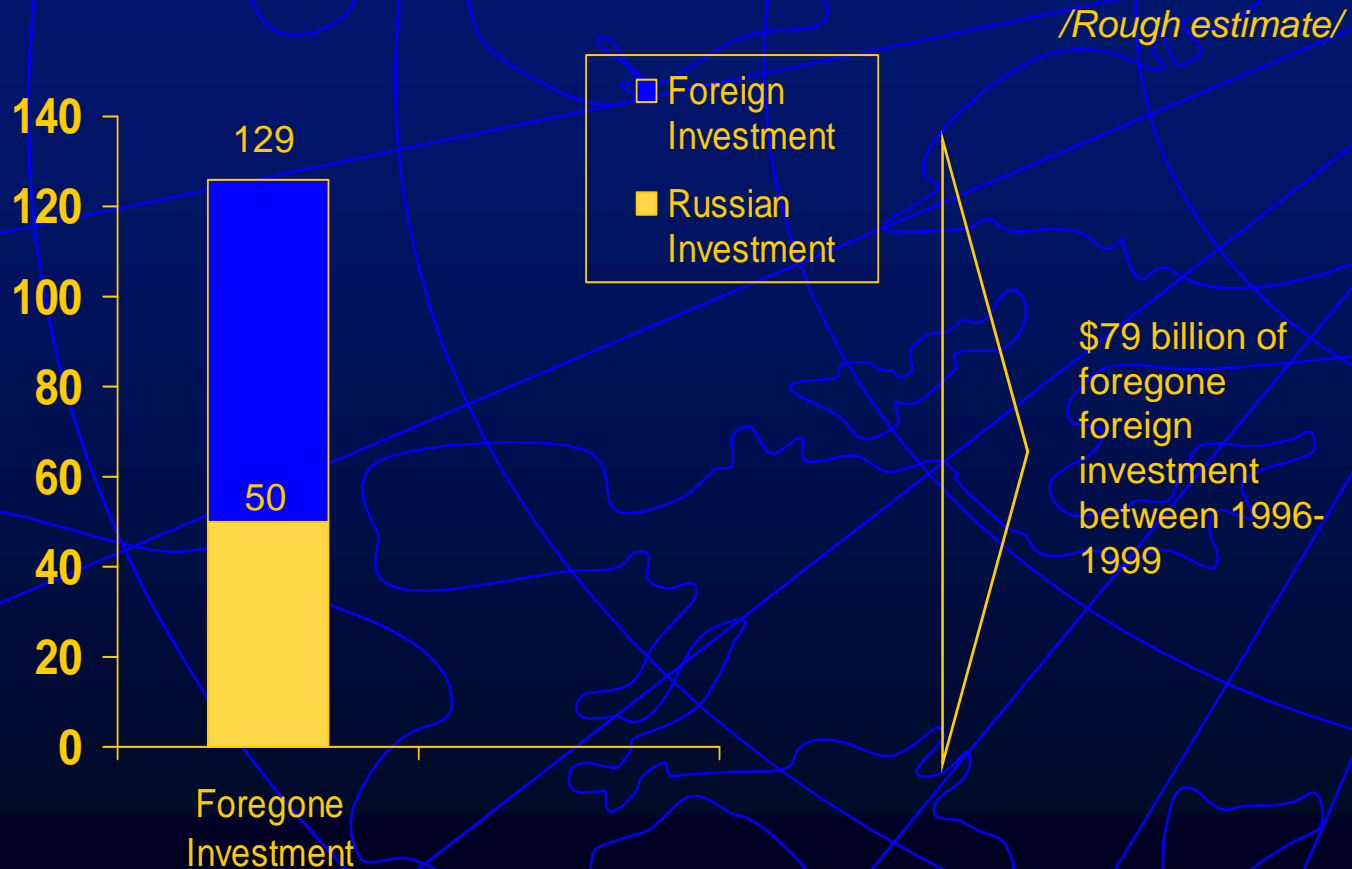 /Rough estimate/
Foreign
Investment
Russian
Investment
140
120
100
80
60
40
20
0
129
50
Foregone
Investment
$79 billion of
foregone
foreign
investment
between 1996-
1999